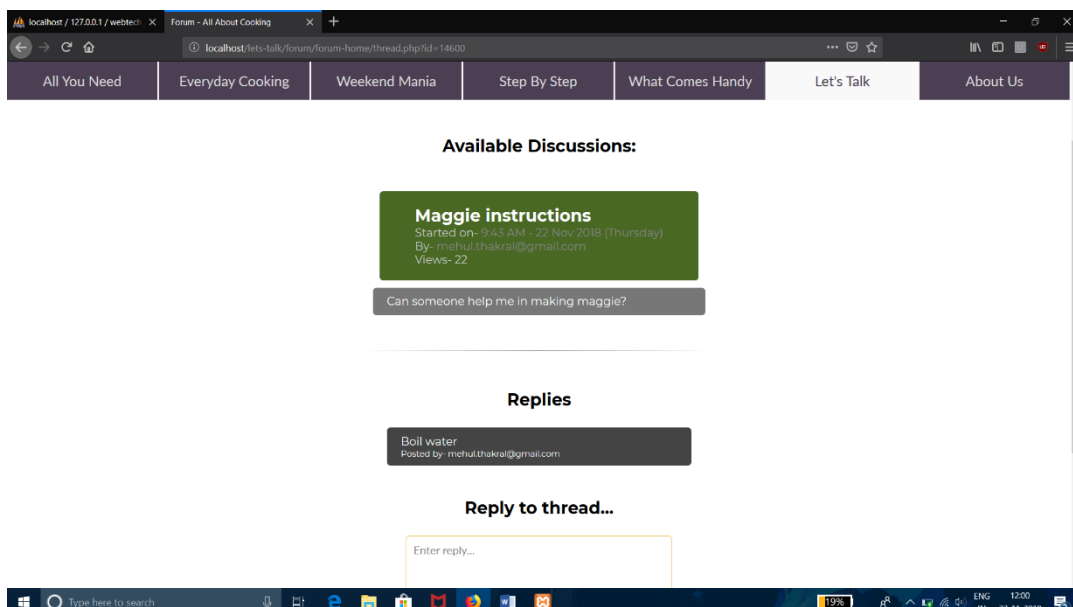 localhost / 127.0.0.1 / webtech
Forum - All About Cooking
localhost/lets-talk/forum/forum-home/thread.php?id=14600
All You Need
Everyday Cooking
Weekend Mania
Step By Step
What Comes Handy
Let's Talk
About Us
Available Discussions:
Maggie instructions
Started on- 9:43 AM - 22 Nov 2018 (Thursday)
By- mehul.thakral@gmail.com
Views- 22
Can someone help me in making maggie?
Replies
Boil water
Posted by- mehul.thakral@gmail.com
Reply to thread...
Enter reply...
Type here to search
19%
ENG
12:00